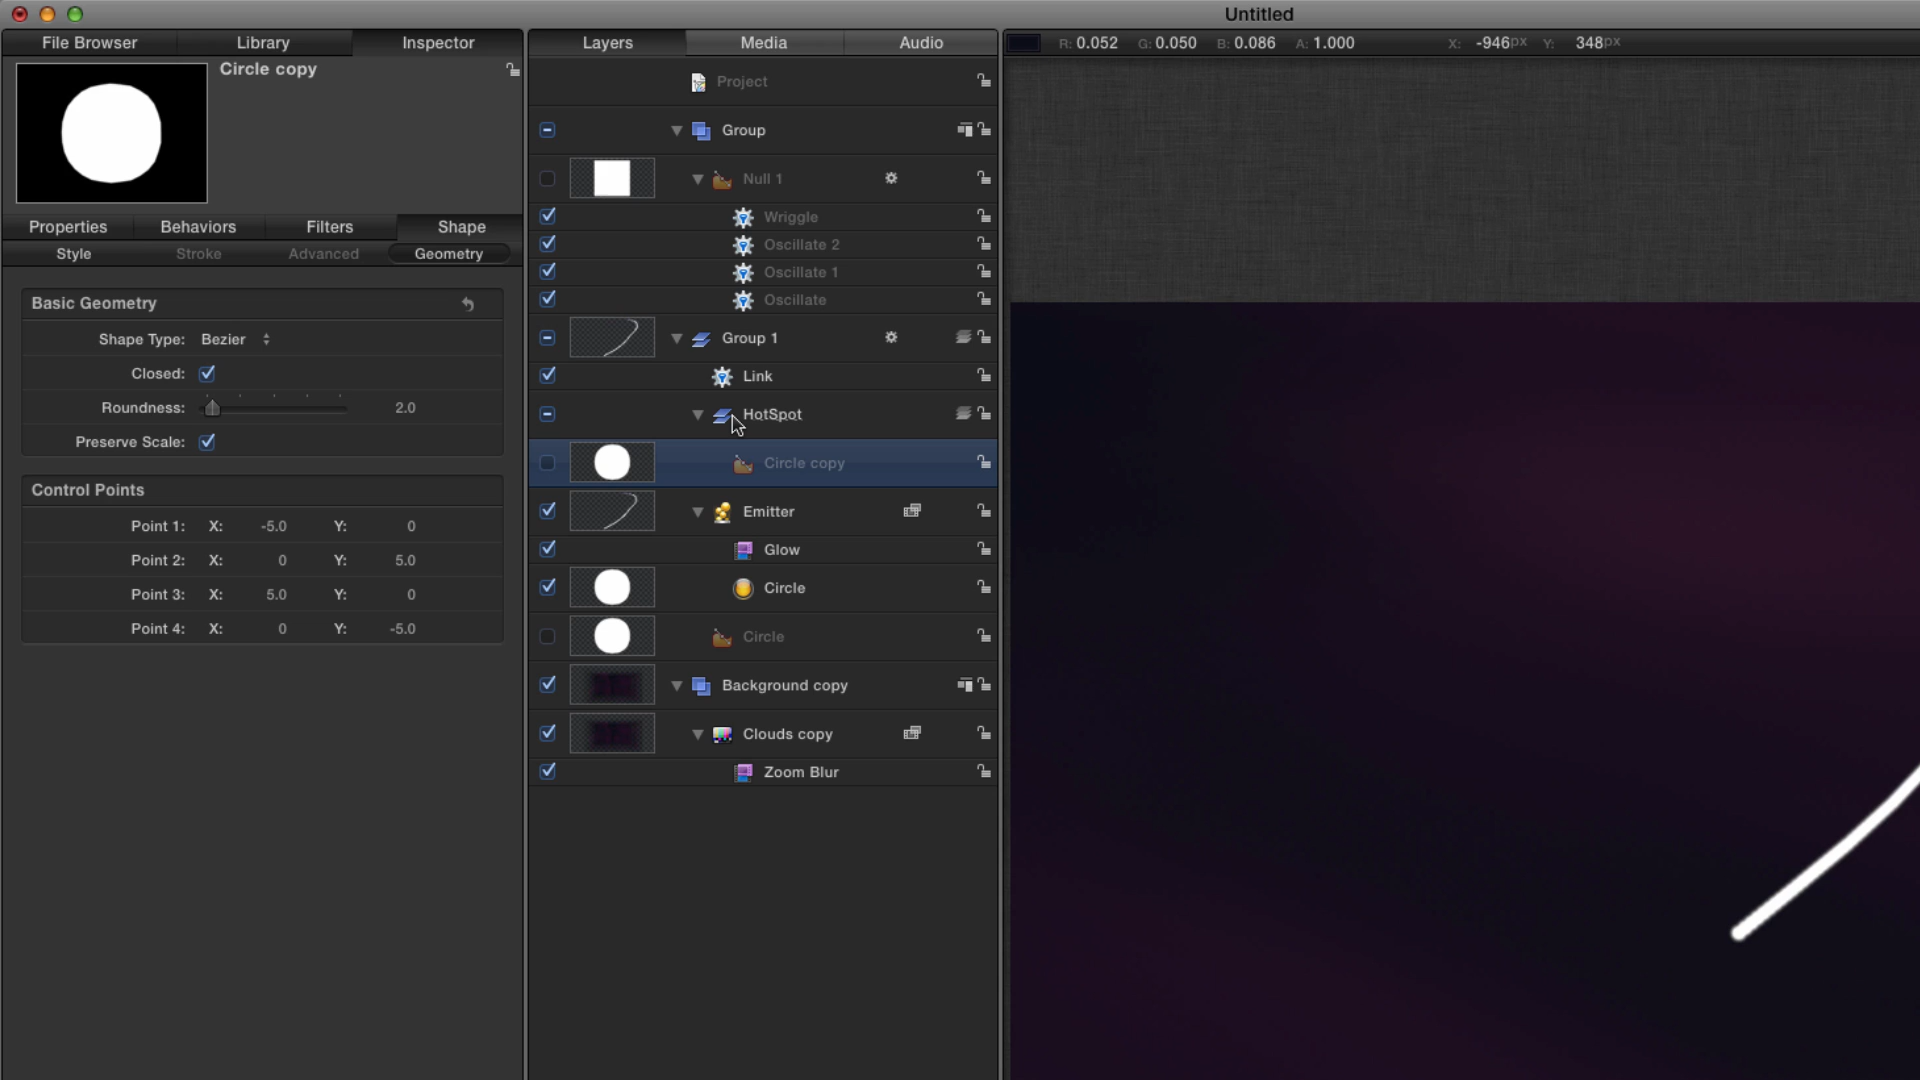 Untitled
File Browser Library Inspector
Layers Media Audio
R: 0.052 G: 0.050 B: 0.086 A: 1.000 X: -946px Y: 348px
Circle copy
Properties Behaviors Filters Shape
Style Stroke Advanced Geometry
Basic Geometry
Shape Type: Bezier
Closed:
Roundness: 2.0
Preserve Scale:
Control Points
Point 1: X: -5.0 Y: 0
Point 2: X: 0 Y: 5.0
Point 3: X: 5.0 Y: 0
Point 4: X: 0 Y: -5.0
Project
Group
Null 1
Wriggle
Oscillate 2
Oscillate 1
Oscillate
Group 1
Link
HotSpot
Circle copy
Emitter
Glow
Circle
Circle
Background copy
Clouds copy
Zoom Blur